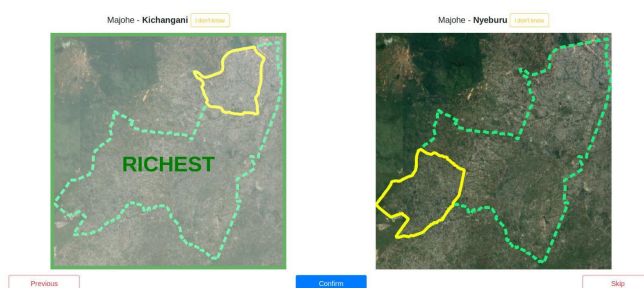 Majohe - Kichangani I don't know
Majohe - Nyeburu I don't know
RICHEST
Previous
Confirm
Skip